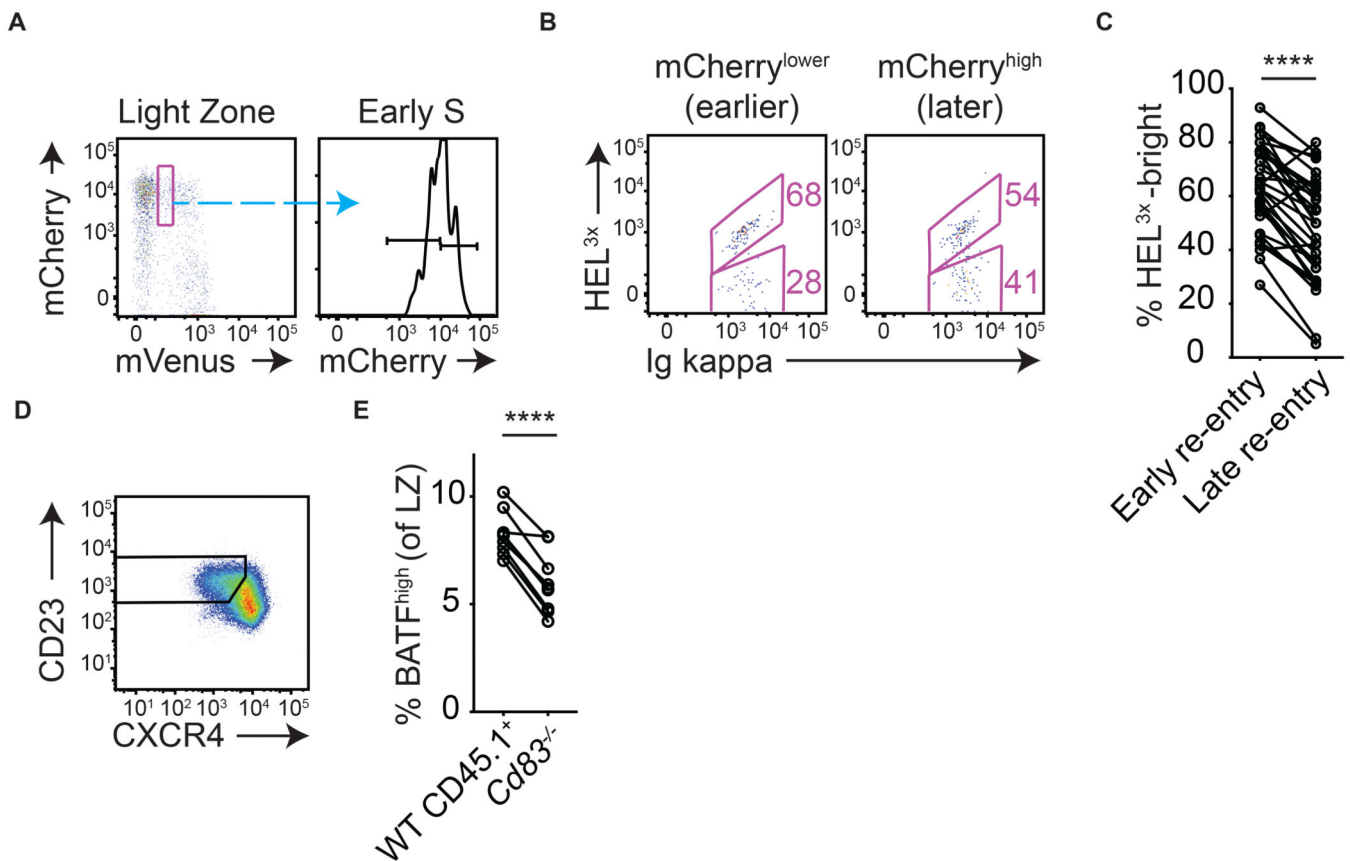 A
Light Zone
Early S
mCherry
10⁵
10⁴
10³
0
0
10³
10⁴
10⁵
mVenus
0
10³
10⁴
10⁵
mCherry
B
mCherryˡᵒʷᵉʳ
(earlier)
mCherryʰⁱᵍʰ
(later)
HEL³ˣ
10⁵
10⁴
10³
0
68
28
0
10³
10⁴
10⁵
10⁵
10⁴
10³
0
54
41
0
10³
10⁴
10⁵
Ig kappa
C
****
% HEL³ˣ-bright
100
80
60
40
20
0
Early re-entry
Late re-entry
D
CD23
10⁵
10⁴
10³
10²
10¹
10¹
10²
10³
10⁴
10⁵
CXCR4
E
****
% BATFʰⁱᵍʰ (of LZ)
10
5
0
WT CD45.1⁺
Cd83⁻/⁻